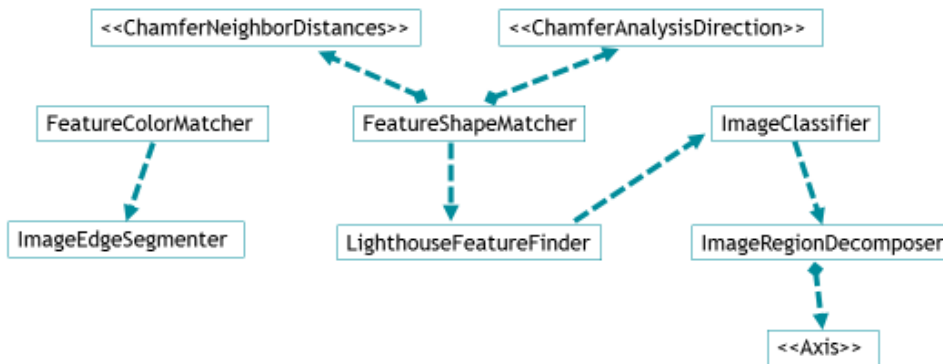 <<ChamferNeighborDistances>>
<<ChamferAnalysisDirection>>
FeatureColorMatcher
FeatureShapeMatcher
ImageClassifier
ImageEdgeSegmenter
LighthouseFeatureFinder
ImageRegionDecomposer
<<Axis>>